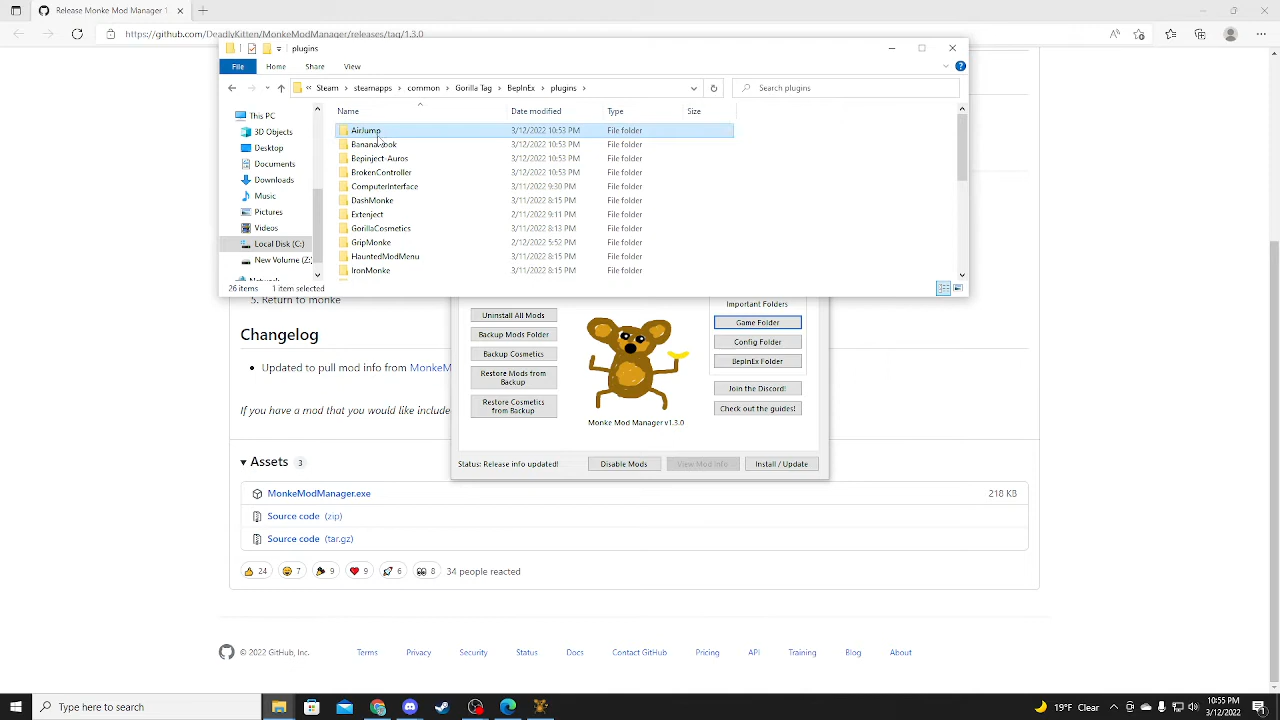 Release Monke Mod Manager v1
https://github.com/DeadlyKitten/MonkeModManager/releases/tag/1.3.0
plugins
File
Home
Share
View
« Steam › steamapps › common › Gorilla Tag › BepInEx › plugins ›
Search plugins
Name
Date modified
Type
Size
This PC
3D Objects
Desktop
Documents
Downloads
Music
Pictures
Videos
Local Disk (C:)
New Volume (Z:
AirJump 3/12/2022 10:53 PM File folder
BananaHook 3/12/2022 10:53 PM File folder
Bepinject-Auros 3/12/2022 10:53 PM File folder
BrokenController 3/12/2022 10:53 PM File folder
ComputerInterface 3/11/2022 9:30 PM File folder
DashMonke 3/11/2022 8:15 PM File folder
Extenject 2/11/2022 9:11 PM File folder
GorillaCosmetics 3/11/2022 8:13 PM File folder
GripMonke 2/12/2022 5:52 PM File folder
HauntedModMenu 3/11/2022 8:15 PM File folder
IronMonke 3/11/2022 8:15 PM File folder
26 items 1 item selected
5. Return to monke
Changelog
• Updated to pull mod info from MonkeM
If you have a mod that you would like include
Uninstall All Mods
Backup Mods Folder
Backup Cosmetics
Restore Mods from
Backup
Restore Cosmetics
from Backup
Monke Mod Manager v1.3.0
Important Folders
Game Folder
Config Folder
BepInEx Folder
Join the Discord!
Check out the guides!
Status: Release info updated!
Disable Mods
View Mod Info
Install / Update
Assets 3
MonkeModManager.exe 218 KB
Source code (zip)
Source code (tar.gz)
24 7 9 9 6 8 34 people reacted
© 2022 GitHub, Inc. Terms Privacy Security Status Docs Contact GitHub Pricing API Training Blog About
Type here to search
19°F Clear
10:55 PM
3/12/2022